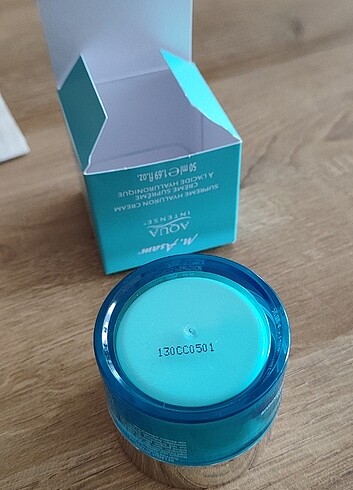 M. Asam®
AQUA
INTENSE®
SUPREME HYALURON CREAM
CRÈME SUPRÊME
À L'ACIDE HYALURONIQUE
50 ml ℮ 1.69 fl.oz.
130CC0501